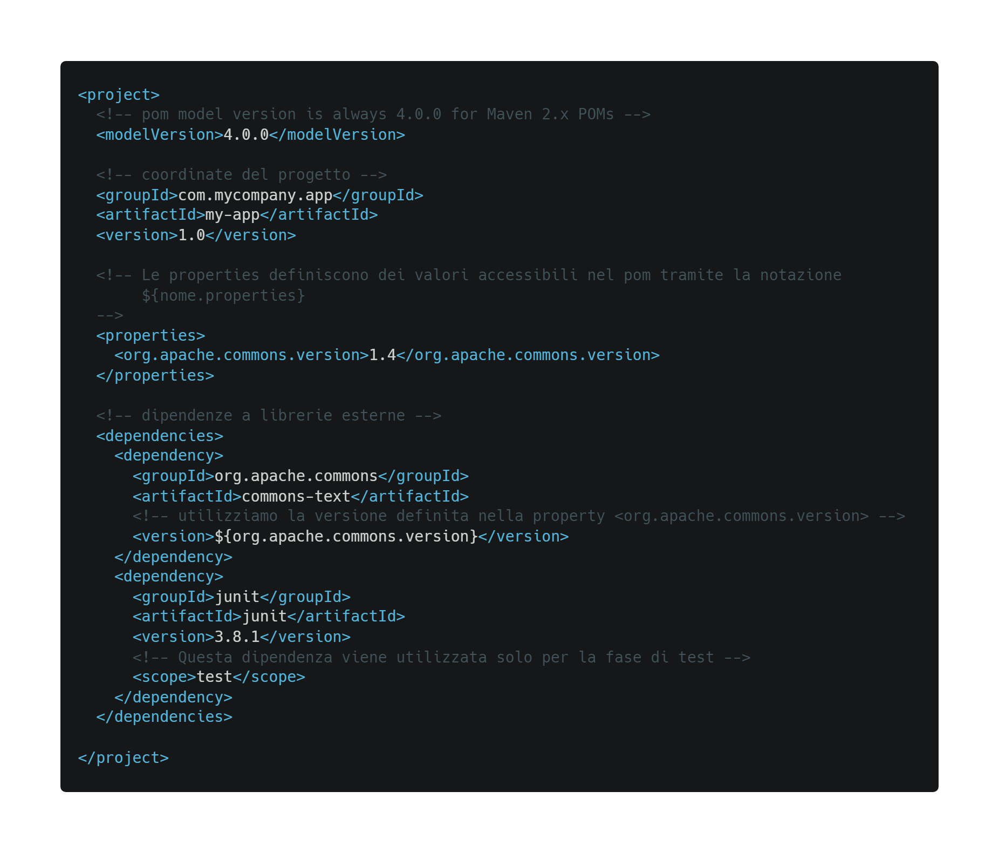 <project>
  <!-- pom model version is always 4.0.0 for Maven 2.x POMs -->
  <modelVersion>4.0.0</modelVersion>

  <!-- coordinate del progetto -->
  <groupId>com.mycompany.app</groupId>
  <artifactId>my-app</artifactId>
  <version>1.0</version>

  <!-- Le properties definiscono dei valori accessibili nel pom tramite la notazione
       ${nome.properties}
  -->
  <properties>
    <org.apache.commons.version>1.4</org.apache.commons.version>
  </properties>

  <!-- dipendenze a librerie esterne -->
  <dependencies>
    <dependency>
      <groupId>org.apache.commons</groupId>
      <artifactId>commons-text</artifactId>
      <!-- utilizziamo la versione definita nella property <org.apache.commons.version> -->
      <version>${org.apache.commons.version}</version>
    </dependency>
    <dependency>
      <groupId>junit</groupId>
      <artifactId>junit</artifactId>
      <version>3.8.1</version>
      <!-- Questa dipendenza viene utilizzata solo per la fase di test -->
      <scope>test</scope>
    </dependency>
  </dependencies>

</project>